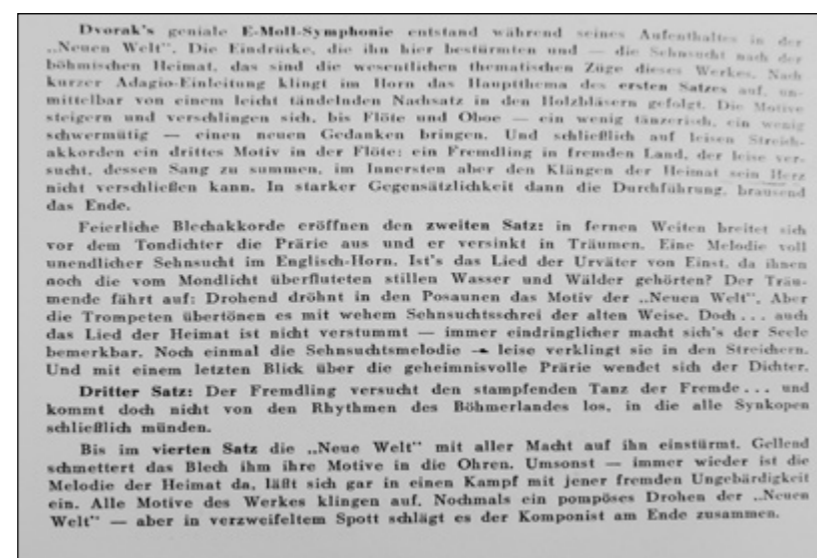 Dvorak's geniale E-Moll-Symphonie entstand während seines Aufenthaltes in der
„Neuen Welt". Die Eindrücke, die ihn hier bestürmten und — die Sehnsucht nach der
böhmischen Heimat, das sind die wesentlichen thematischen Züge dieses Werkes. Nach
kurzer Adagio-Einleitung klingt im Horn das Hauptthema des ersten Satzes auf, un-
mittelbar von einem leicht tändelnden Nachsatz in den Holzbläsern gefolgt. Die Motive
steigern und verschlingen sich, bis Flöte und Oboe — ein wenig tänzerisch, ein wenig
schwermütig — einen neuen Gedanken bringen. Und schließlich auf leisen Streich-
akkorden ein drittes Motiv in der Flöte: ein Fremdling in fremden Land, der leise ver-
sucht, dessen Sang zu summen, im Innersten aber den Klängen der Heimat sein Herz
nicht verschließen kann. In starker Gegensätzlichkeit dann die Durchführung, brausend
das Ende.
Feierliche Blechakkorde eröffnen den zweiten Satz: in fernen Weiten breitet sich
vor dem Tondichter die Prärie aus und er versinkt in Träumen. Eine Melodie voll
unendlicher Sehnsucht im Englisch-Horn. Ist's das Lied der Urväter von Einst, da ihnen
noch die vom Mondlicht überfluteten stillen Wasser und Wälder gehörten? Der Träu-
mende fährt auf: Drohend dröhnt in den Posaunen das Motiv der „Neuen Welt". Aber
die Trompeten übertönen es mit wehem Sehnsuchtsschrei der alten Weise. Doch... auch
das Lied der Heimat ist nicht verstummt — immer eindringlicher macht sich's der Seele
bemerkbar. Noch einmal die Sehnsuchtsmelodie — leise verklingt sie in den Streichern.
Und mit einem letzten Blick über die geheimnisvolle Prärie wendet sich der Dichter.
Dritter Satz: Der Fremdling versucht den stampfenden Tanz der Fremde... und
kommt doch nicht von den Rhythmen des Böhmerlandes los, in die alle Synkopen
schließlich münden.
Bis im vierten Satz die „Neue Welt" mit aller Macht auf ihn einstürmt. Gellend
schmettert das Blech ihm ihre Motive in die Ohren. Umsonst — immer wieder ist die
Melodie der Heimat da, läßt sich gar in einen Kampf mit jener fremden Ungebärdigkeit
ein. Alle Motive des Werkes klingen auf. Nochmals ein pompöses Drohen der „Neuen
Welt" — aber in verzweifeltem Spott schlägt es der Komponist am Ende zusammen.